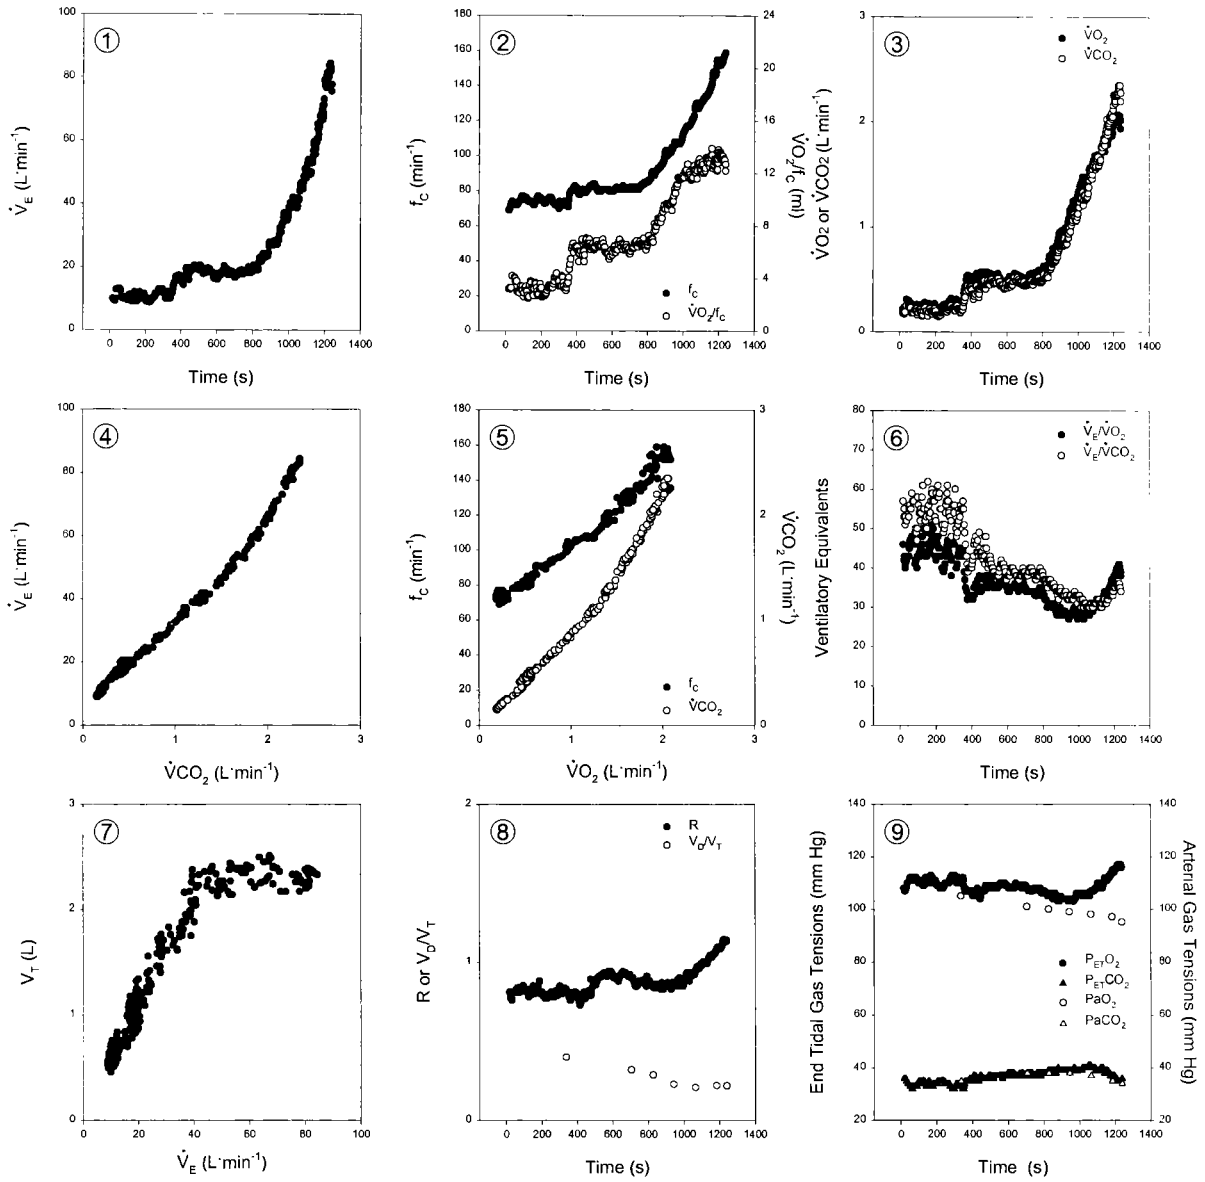 ①
V̇E (L·min-1)
100
80
60
40
20
0
0 200 400 600 800 1000 1200 1400
Time (s)
②
fC (min-1)
180
160
140
120
100
80
60
40
20
0
24
20
16
12
8
4
0
V̇O2/fC (ml)
fC
V̇O2/fC
0 200 400 600 800 1000 1200 1400
Time (s)
③
V̇O2 or V̇CO2 (L·min-1)
3
2
1
0
V̇O2
V̇CO2
0 200 400 600 800 1000 1200 1400
Time (s)
④
V̇E (L·min-1)
100
80
60
40
20
0
0 1 2 3
V̇CO2 (L·min-1)
⑤
fC (min-1)
180
160
140
120
100
80
60
40
20
0
3
2
1
0
V̇CO2 (L·min-1)
fC
V̇CO2
0 1 2 3
V̇O2 (L·min-1)
⑥
Ventilatory Equivalents
80
70
60
50
40
30
20
10
0
V̇E/V̇O2
V̇E/V̇CO2
0 200 400 600 800 1000 1200 1400
Time (s)
⑦
VT (L)
3
2
1
0
0 20 40 60 80 100
V̇E (L·min-1)
⑧
R or VD/VT
2
1
0
R
VD/VT
0 200 400 600 800 1000 1200 1400
Time (s)
⑨
End Tidal Gas Tensions (mm Hg)
140
120
100
80
60
40
20
140
120
100
80
60
40
20
Arterial Gas Tensions (mm Hg)
PETO2
PETCO2
PaO2
PaCO2
0 200 400 600 800 1000 1200 1400
Time (s)